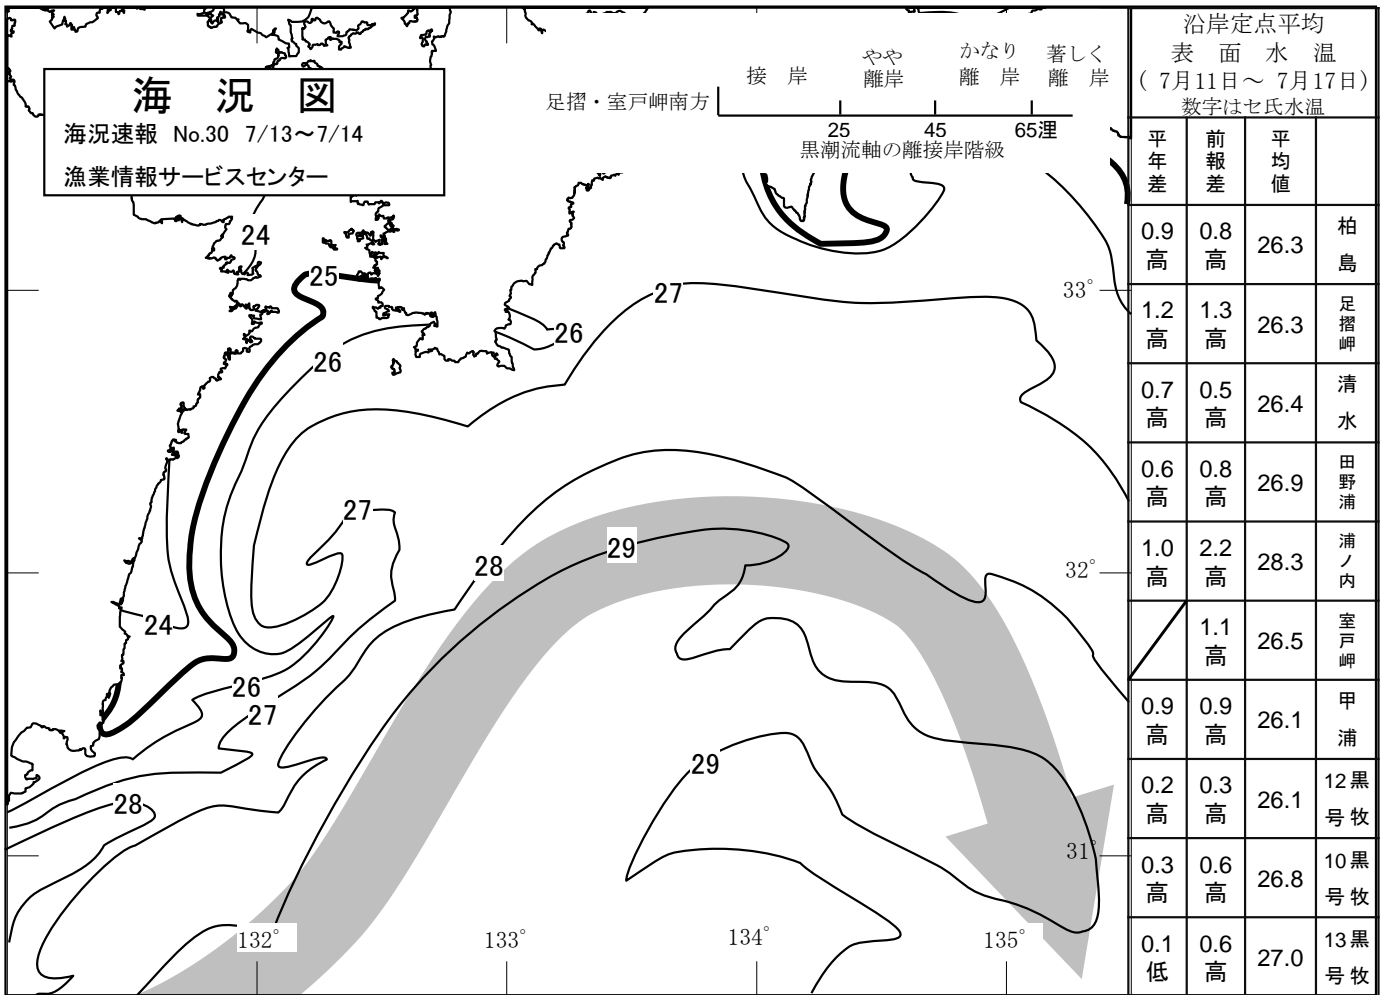 海 況 図
海況速報 No.30 7/13～7/14
漁業情報サービスセンター
接 岸
やや
離岸
かなり
離 岸
著しく
離 岸
足摺・室戸岬南方
25 45 65浬
黒潮流軸の離接岸階級
24
25
26
26
27
27
28
29
24
26
27
28
29
33°
32°
31°
132° 133° 134° 135°
沿岸定点平均
表 面 水 温
( 7月11日～ 7月17日)
数字はセ氏水温
平年差 前報差 平均値
0.9高 0.8高 26.3 柏島
1.2高 1.3高 26.3 足摺岬
0.7高 0.5高 26.4 清水
0.6高 0.8高 26.9 田野浦
1.0高 2.2高 28.3 浦ノ内
1.1高 26.5 室戸岬
0.9高 0.9高 26.1 甲浦
0.2高 0.3高 26.1 黒牧12号
0.3高 0.6高 26.8 黒牧10号
0.1低 0.6高 27.0 黒牧13号